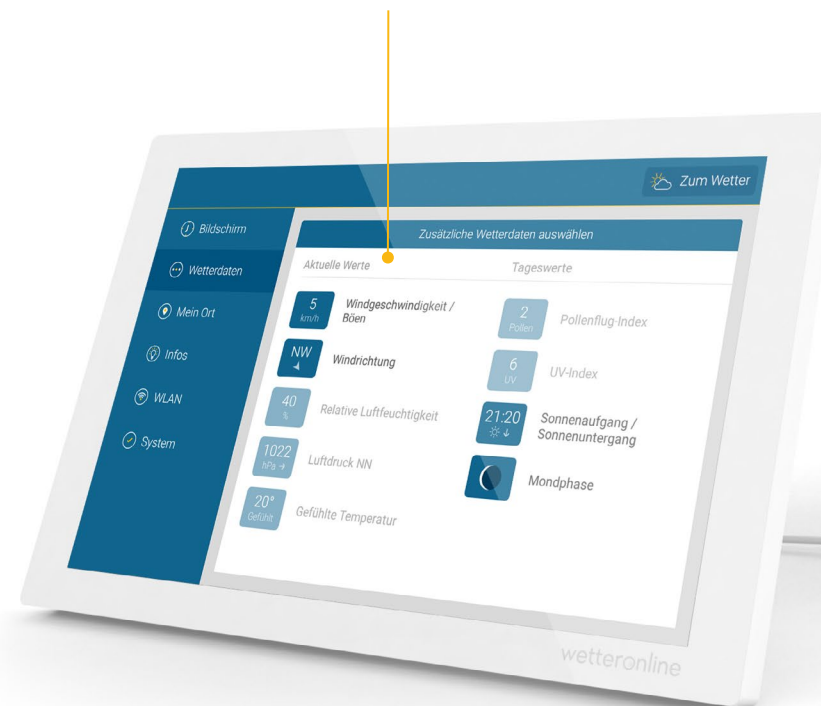 Zum Wetter
Bildschirm
Wetterdaten
Mein Ort
Infos
WLAN
System
Zusätzliche Wetterdaten auswählen
Aktuelle Werte
5
km/h
Windgeschwindigkeit /
Böen
NW
Windrichtung
40
%
Relative Luftfeuchtigkeit
1022
hPa →
Luftdruck NN
20°
Gefühlt
Gefühlte Temperatur
Tageswerte
2
Pollen
Pollenflug-Index
6
UV
UV-Index
21:20
Sonnenaufgang /
Sonnenuntergang
Mondphase
wetteronline